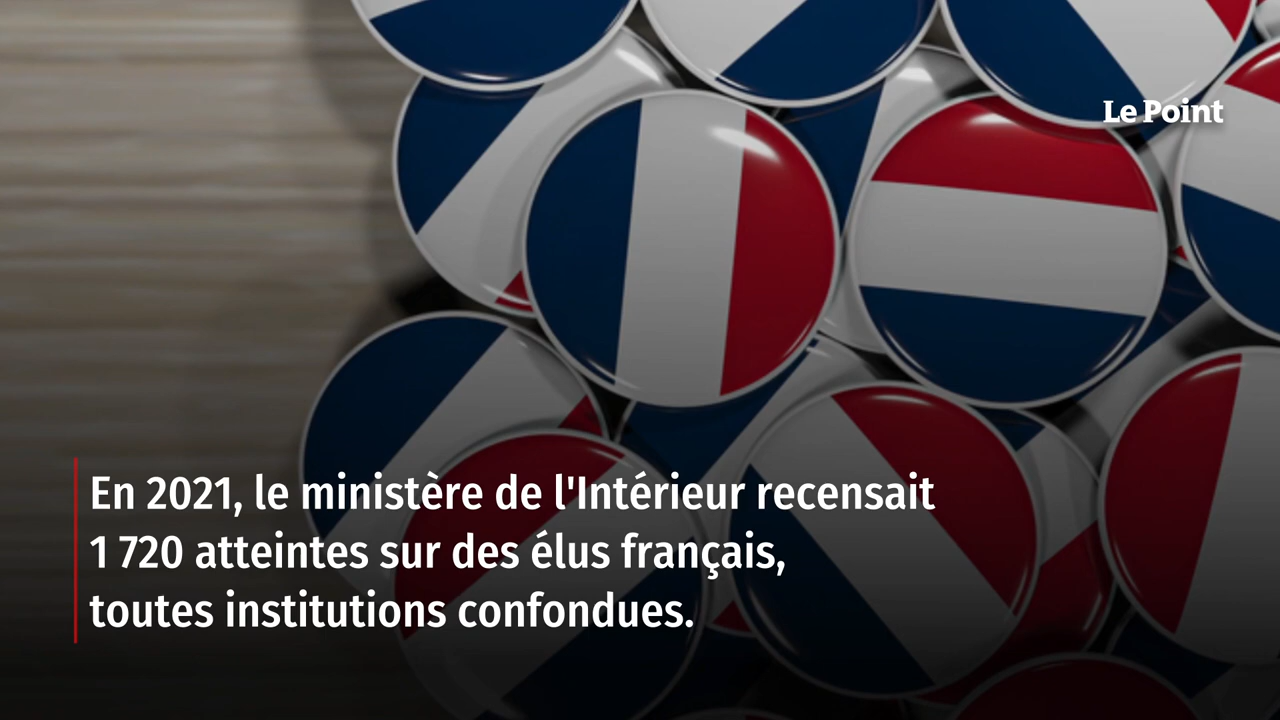 Le Point
En 2021, le ministère de l'Intérieur recensait
1 720 atteintes sur des élus français,
toutes institutions confondues.